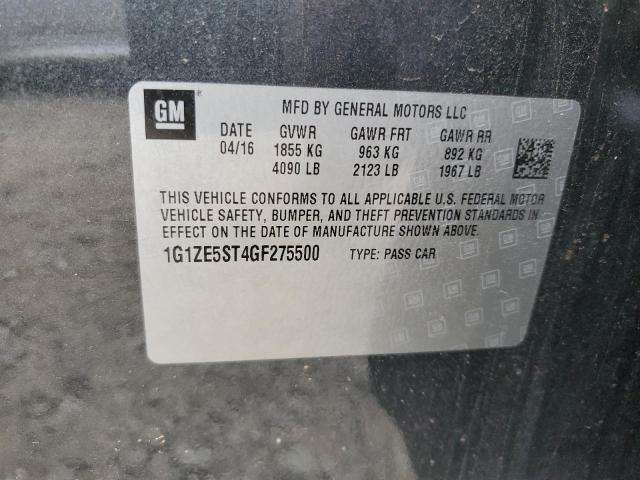 GM
MFD BY GENERAL MOTORS LLC
DATE GVWR GAWR FRT GAWR RR
04/16 1855 KG 963 KG 892 KG
4090 LB 2123 LB 1967 LB
THIS VEHICLE CONFORMS TO ALL APPLICABLE U.S. FEDERAL MOTOR
VEHICLE SAFETY, BUMPER, AND THEFT PREVENTION STANDARDS IN
EFFECT ON THE DATE OF MANUFACTURE SHOWN ABOVE.
1G1ZE5ST4GF275500 TYPE: PASS CAR